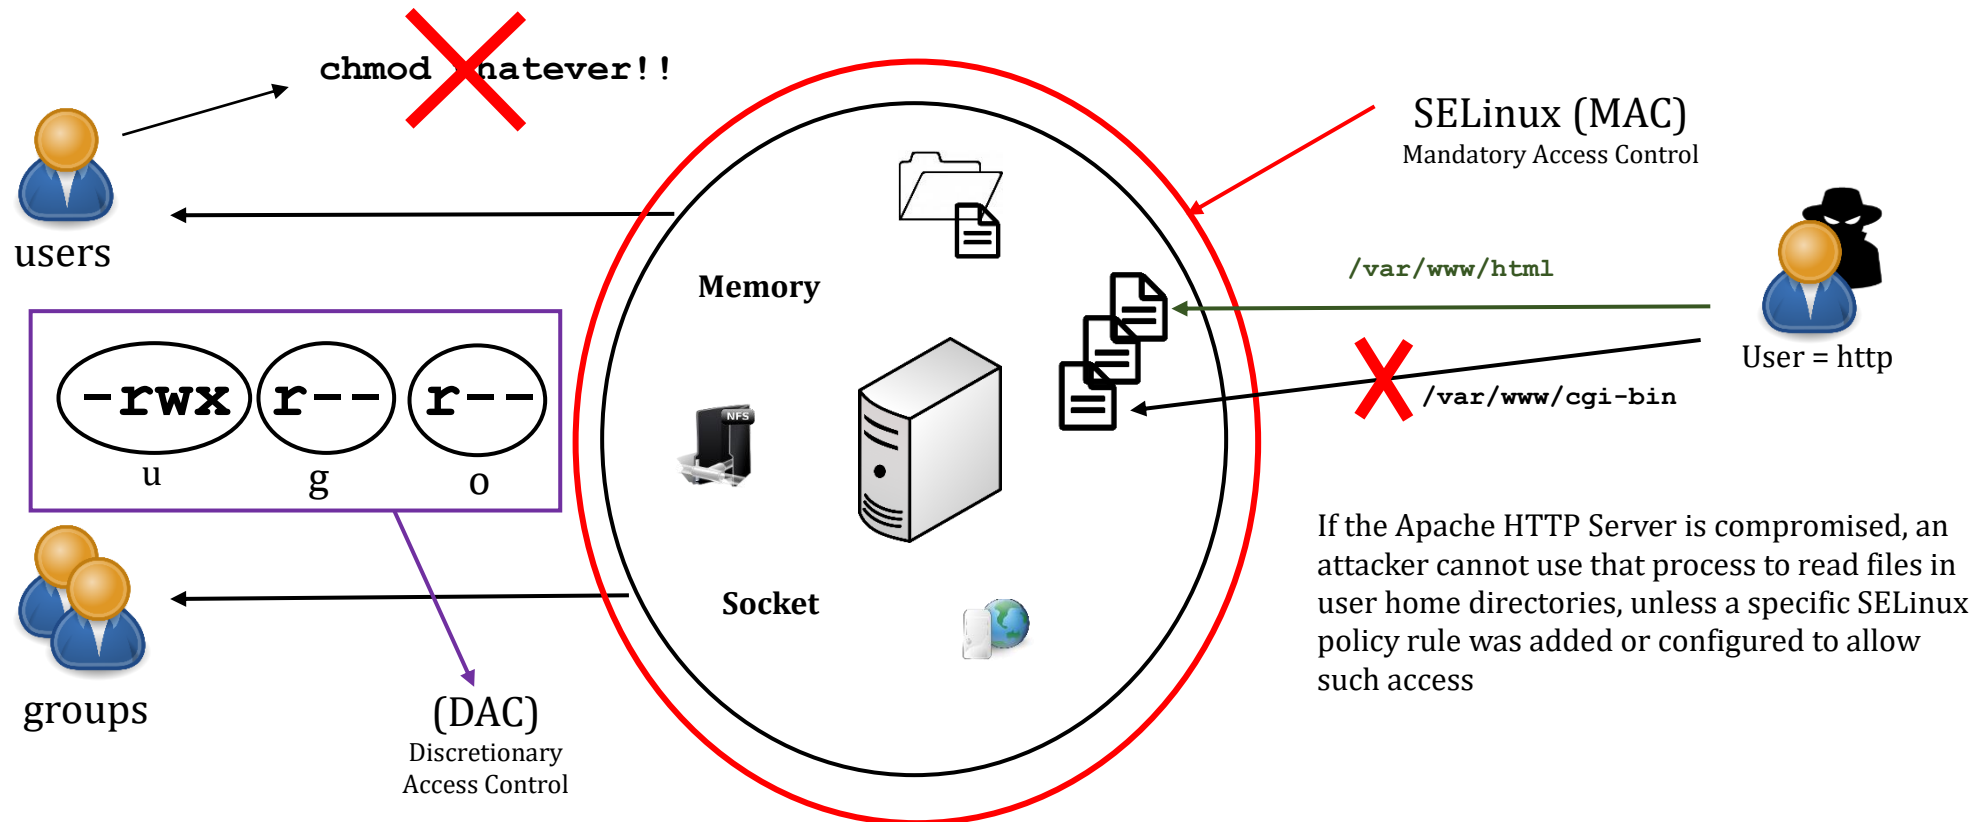 chmod whatever!!
SELinux (MAC)
Mandatory Access Control
users
Memory
/var/www/html
User = http
/var/www/cgi-bin
NFS
-rwx r-- r--
u g o
Socket
groups
(DAC)
Discretionary
Access Control
If the Apache HTTP Server is compromised, an
attacker cannot use that process to read files in
user home directories, unless a specific SELinux
policy rule was added or configured to allow
such access